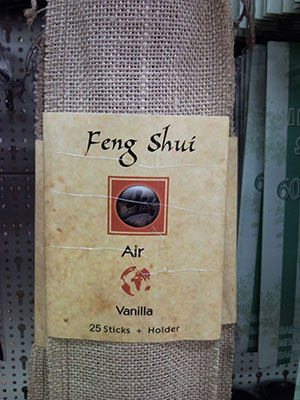 Feng Shui
Air
Vanilla
25 Sticks + Holder